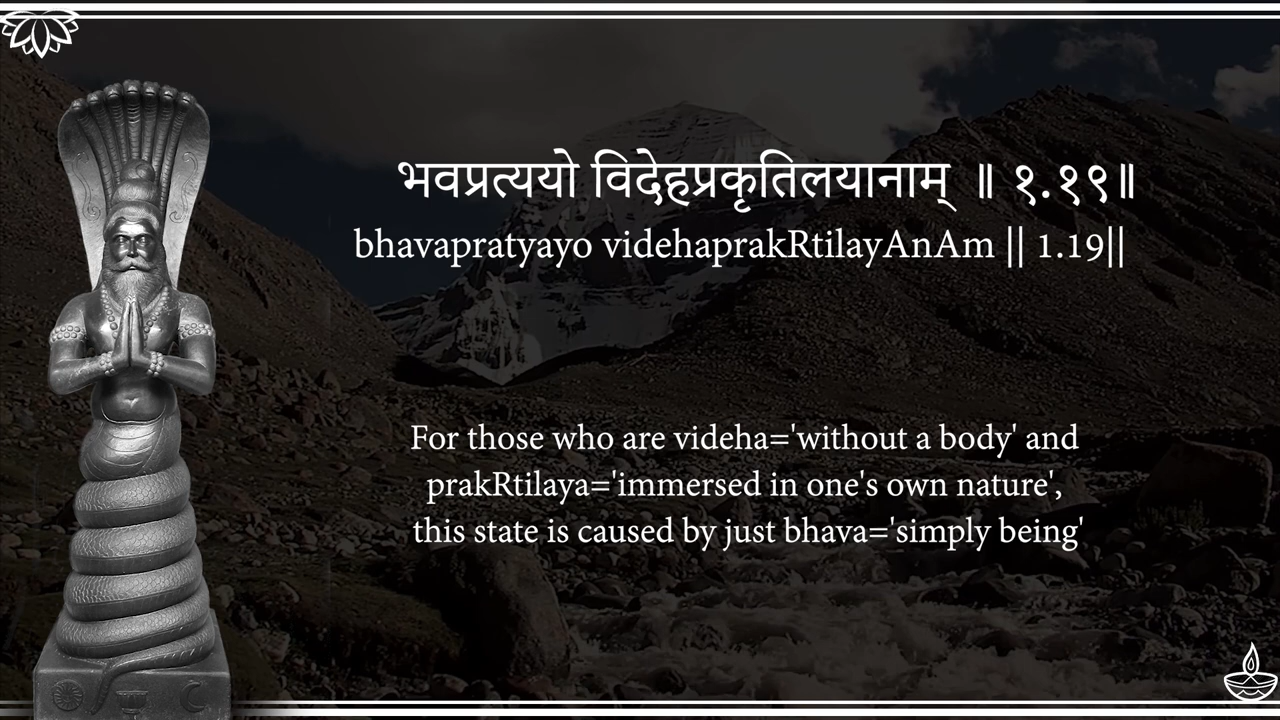 भवप्रत्ययो विदेहप्रकृतिलयानाम् ॥ १.१९॥
bhavapratyayo videhaprakRtilayAnAm || 1.19||
For those who are videha='without a body' and
prakRtilaya='immersed in one's own nature',
this state is caused by just bhava='simply being'